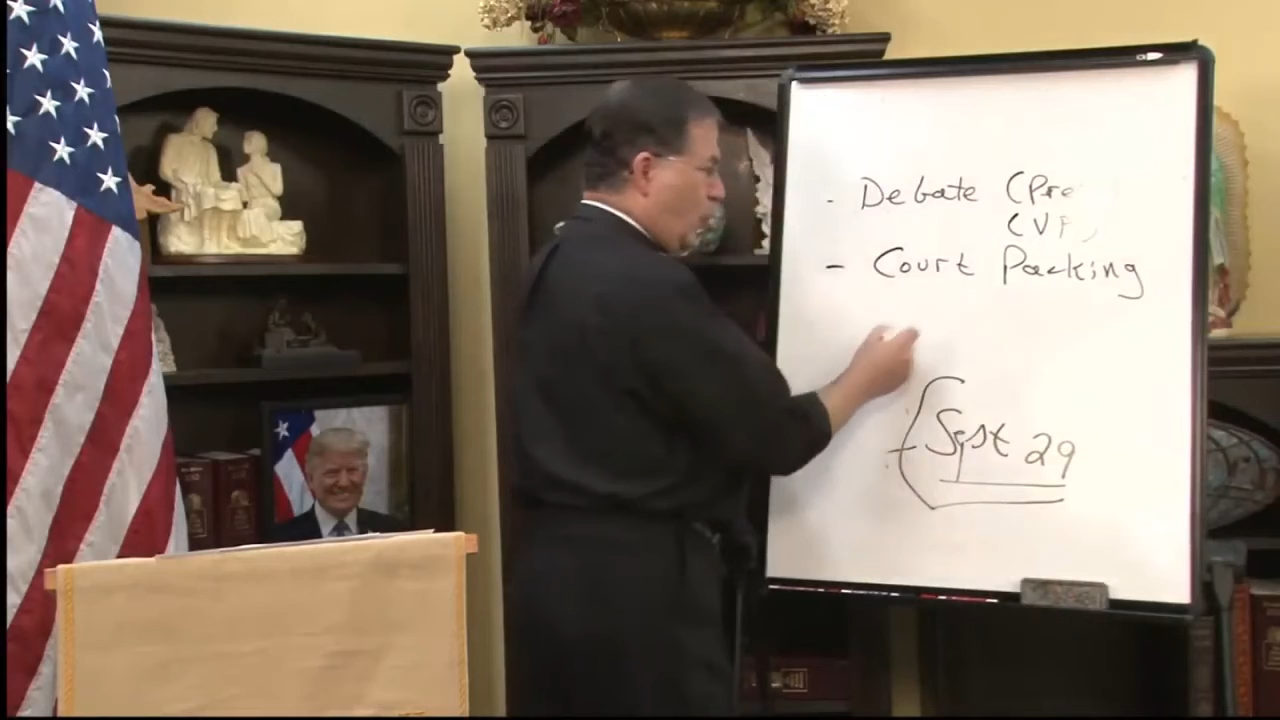 - Debate (Pre
(VP)
- Court Packing
Sept 29